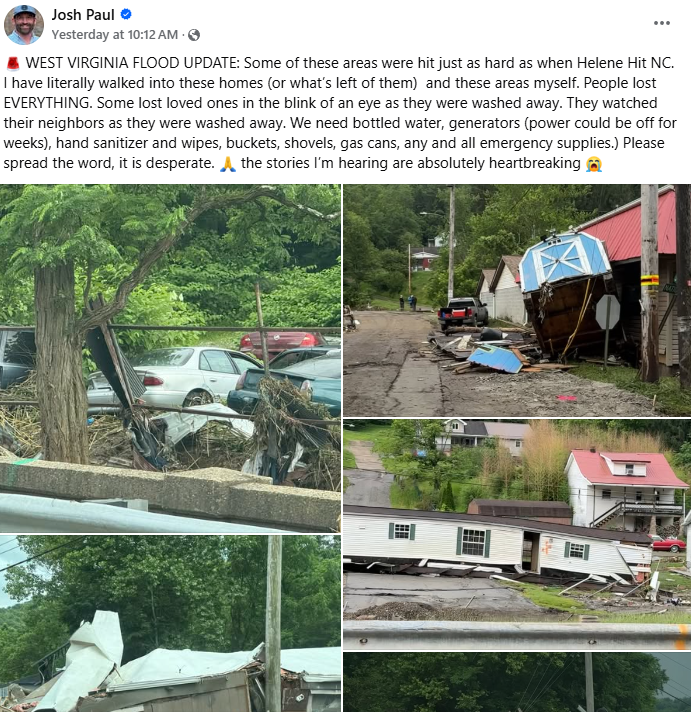 Josh Paul
Yesterday at 10:12 AM ·
WEST VIRGINIA FLOOD UPDATE: Some of these areas were hit just as hard as when Helene Hit NC.
I have literally walked into these homes (or what's left of them)  and these areas myself. People lost
EVERYTHING. Some lost loved ones in the blink of an eye as they were washed away. They watched
their neighbors as they were washed away. We need bottled water, generators (power could be off for
weeks), hand sanitizer and wipes, buckets, shovels, gas cans, any and all emergency supplies.) Please
spread the word, it is desperate. 🙏 the stories I'm hearing are absolutely heartbreaking 😭